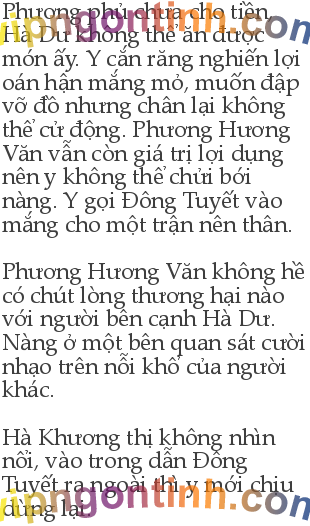 Phương phủ chưa cho tiền,
Hà Dư không thể ăn được
món ấy. Y cắn răng nghiến lợi
oán hận mắng mỏ, muốn đập
vỡ đồ nhưng chân lại không
thể cử động. Phương Hương
Văn vẫn còn giá trị lợi dụng
nên y không thể chửi bới
nàng. Y gọi Đông Tuyết vào
mắng cho một trận nên thân.
Phương Hương Văn không hề
có chút lòng thương hại nào
với người bên cạnh Hà Dư.
Nàng ở một bên quan sát cười
nhạo trên nỗi khổ của người
khác.
Hà Khương thị không nhìn
nổi, vào trong dẫn Đông
Tuyết ra ngoài thì y mới chịu
dừng lại.
vipngontinh.com
vipngontinh.com